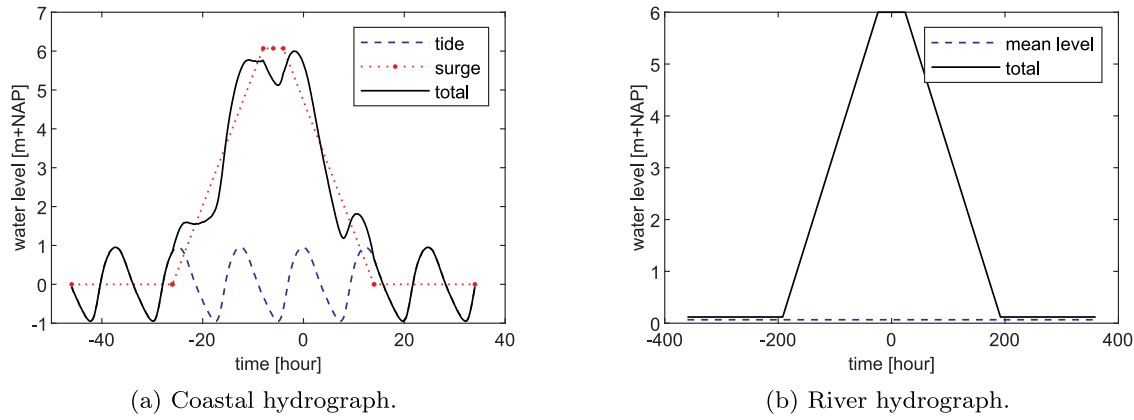 7
6
5
4
3
2
1
0
-1
water level [m+NAP]
tide
surge
total
-40
-20
0
20
40
time [hour]
(a) Coastal hydrograph.
6
5
4
3
2
1
0
water level [m+NAP]
mean level
total
-400
-200
0
200
400
time [hour]
(b) River hydrograph.